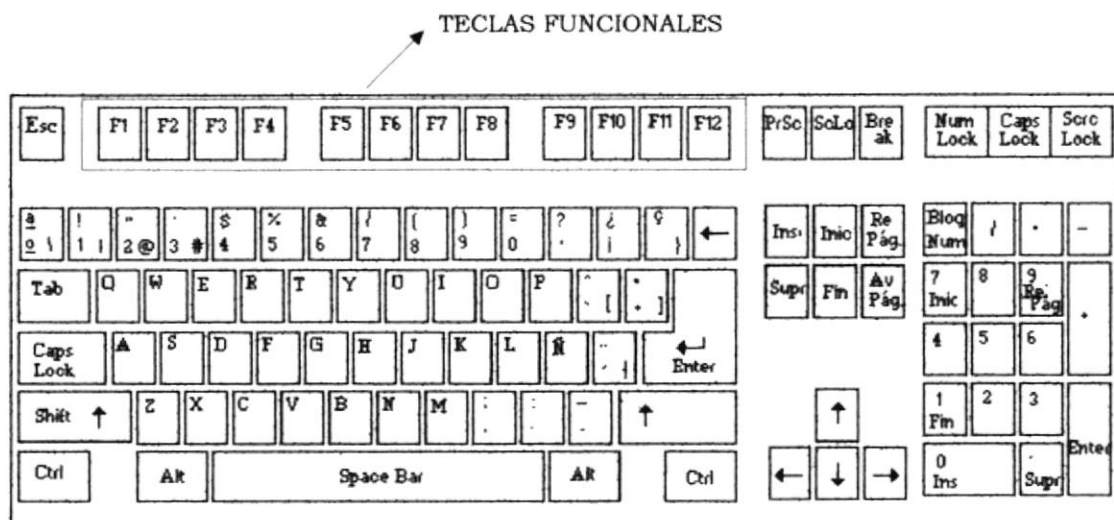 TECLAS FUNCIONALES
Esc F1 F2 F3 F4 F5 F6 F7 F8 F9 F10 F11 F12 PrSc ScLo Bre ak Num Lock Caps Lock Scrc Lock
ª ! " · $ % & / ( ) = ? ¿
º \ 1 | 2 @ 3 # 4 5 6 7 8 9 0 ' ¡ } ← Inic Re Pág. Bloq Num / · -
Tab Q W E R T Y U I O P ^ ` [ + ] Supr Fin Av Pág. 7 Inic 8 9 Re. Pág
Caps Lock A S D F G H J K L Ñ ¨ ´ { Enter 4 5 6
Shift ↑ Z X C V B N M ; : - ↑ ↑ 1 Fin 2 3
Ctrl Alt Space Bar Alt Ctrl ← ↓ → 0 Ins . Supr Enter